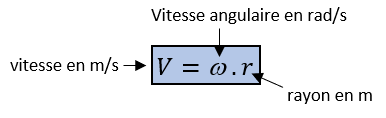 Vitesse angulaire en rad/s
vitesse en m/s
V = ω . r
rayon en m